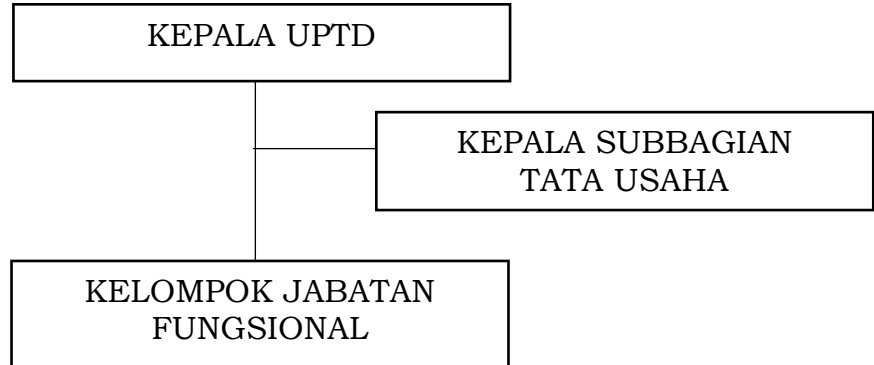 KEPALA UPTD
KEPALA SUBBAGIAN
TATA USAHA
KELOMPOK JABATAN
FUNGSIONAL